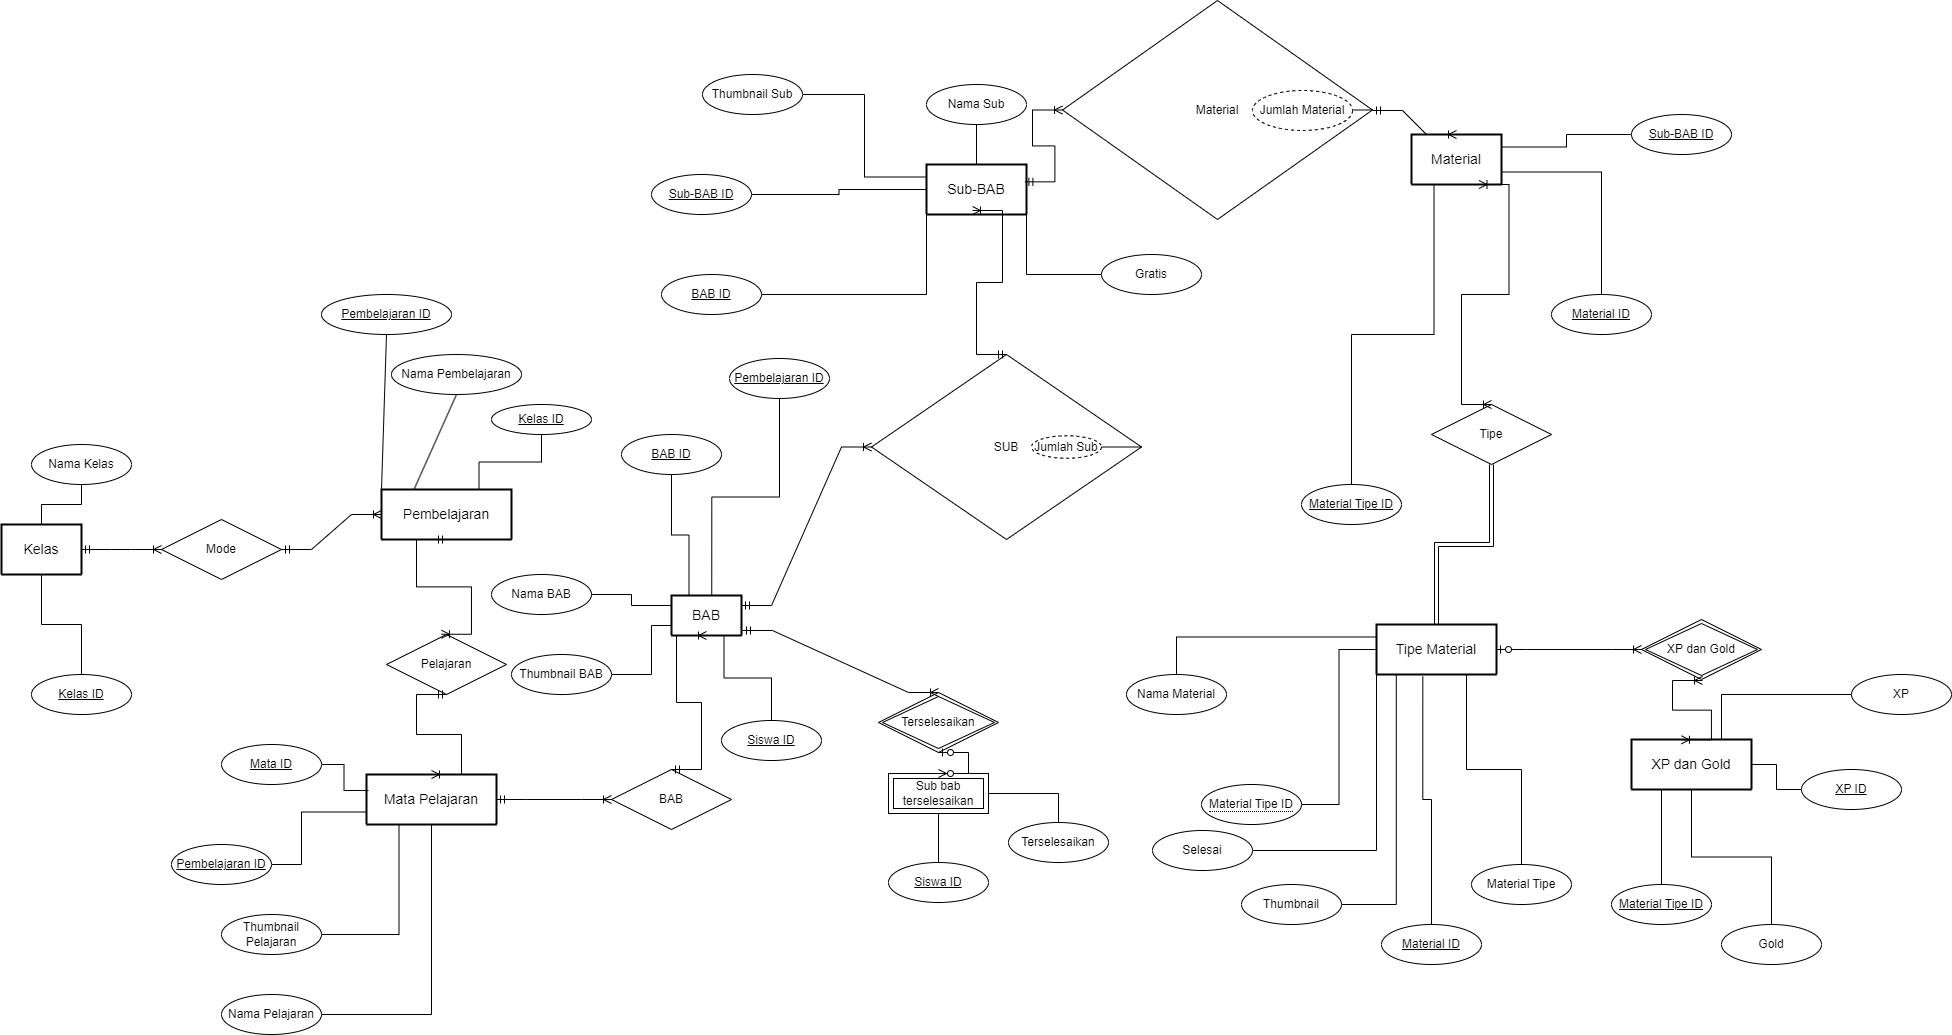 Thumbnail Sub
Nama Sub
Material
Jumlah Material
Sub-BAB ID
Material
Sub-BAB
Sub-BAB ID
Gratis
BAB ID
Pembelajaran ID
Material ID
Nama Pembelajaran
Pembelajaran ID
Kelas ID
Tipe
SUB
Jumlah Sub
BAB ID
Nama Kelas
Material Tipe ID
Pembelajaran
Kelas
Mode
Nama BAB
BAB
Tipe Material
XP dan Gold
Pelajaran
Thumbnail BAB
Kelas ID
Nama Material
XP
Terselesaikan
Siswa ID
Mata ID
XP dan Gold
Sub bab
terselesaikan
XP ID
Mata Pelajaran
BAB
Material Tipe ID
Terselesaikan
Selesai
Pembelajaran ID
Siswa ID
Material Tipe
Thumbnail
Material Tipe ID
Thumbnail
Pelajaran
Material ID
Gold
Nama Pelajaran